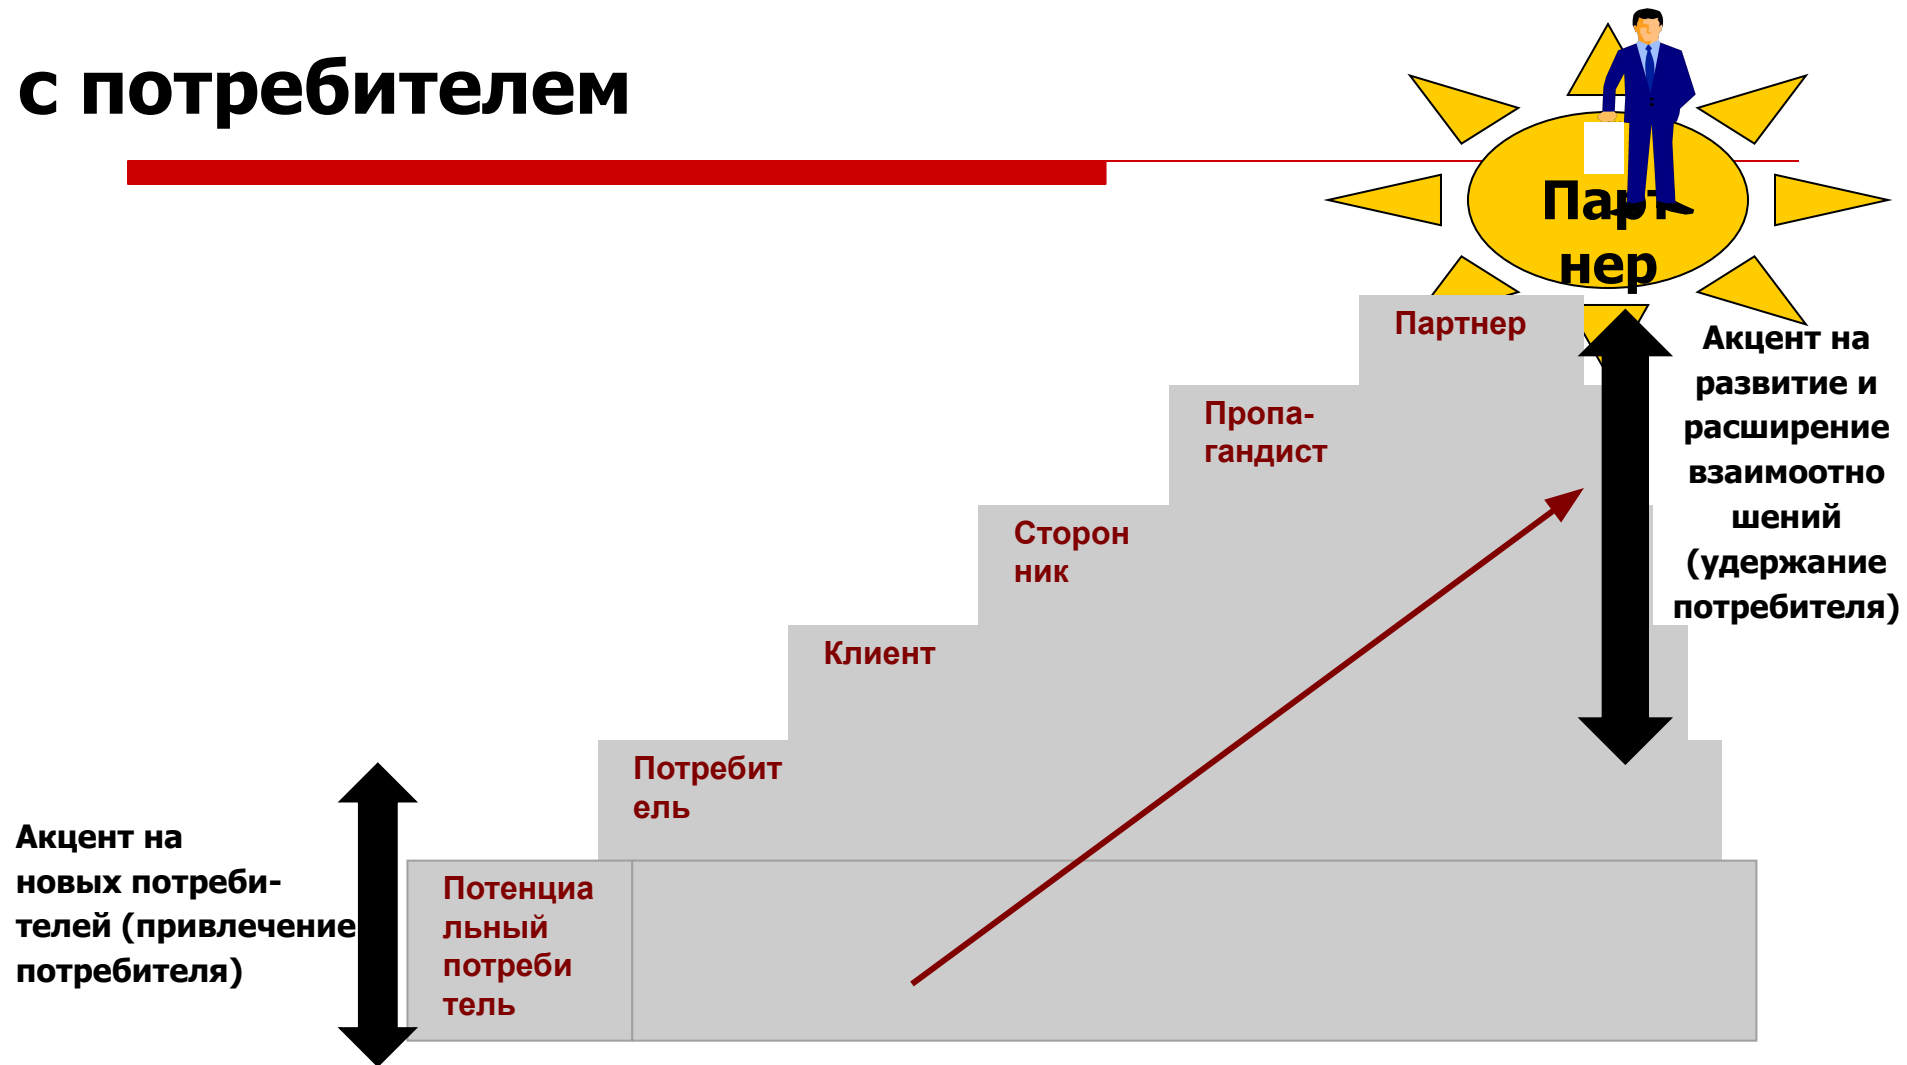 с потребителем
Парт
нер
Партнер
Пропа-
гандист
Сторон
ник
Клиент
Потребит
ель
Потенциа
льный
потреби
тель
Акцент на
развитие и
расширение
взаимоотно
шений
(удержание
потребителя)
Акцент на
новых потреби-
телей (привлечение
потребителя)